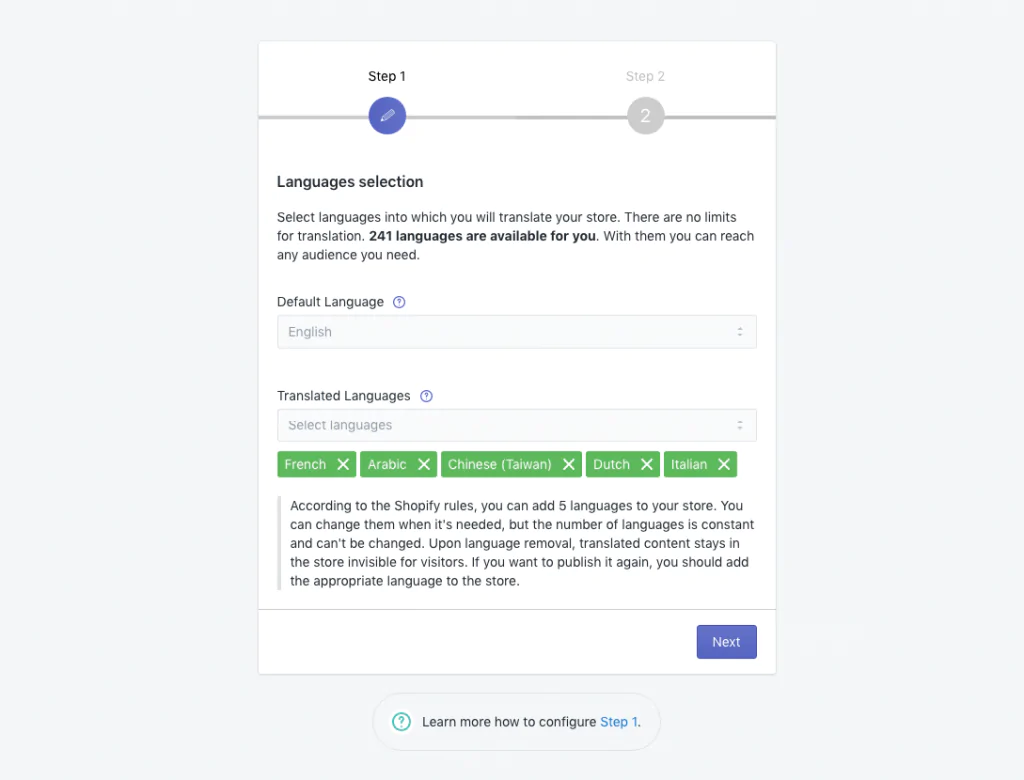 Step 1
Step 2
2
Languages selection
Select languages into which you will translate your store. There are no limits
for translation. 241 languages are available for you. With them you can reach
any audience you need.
Default Language ?
English
Translated Languages ?
Select languages
French Arabic Chinese (Taiwan) Dutch Italian
According to the Shopify rules, you can add 5 languages to your store. You
can change them when it's needed, but the number of languages is constant
and can't be changed. Upon language removal, translated content stays in
the store invisible for visitors. If you want to publish it again, you should add
the appropriate language to the store.
Next
? Learn more how to configure Step 1.